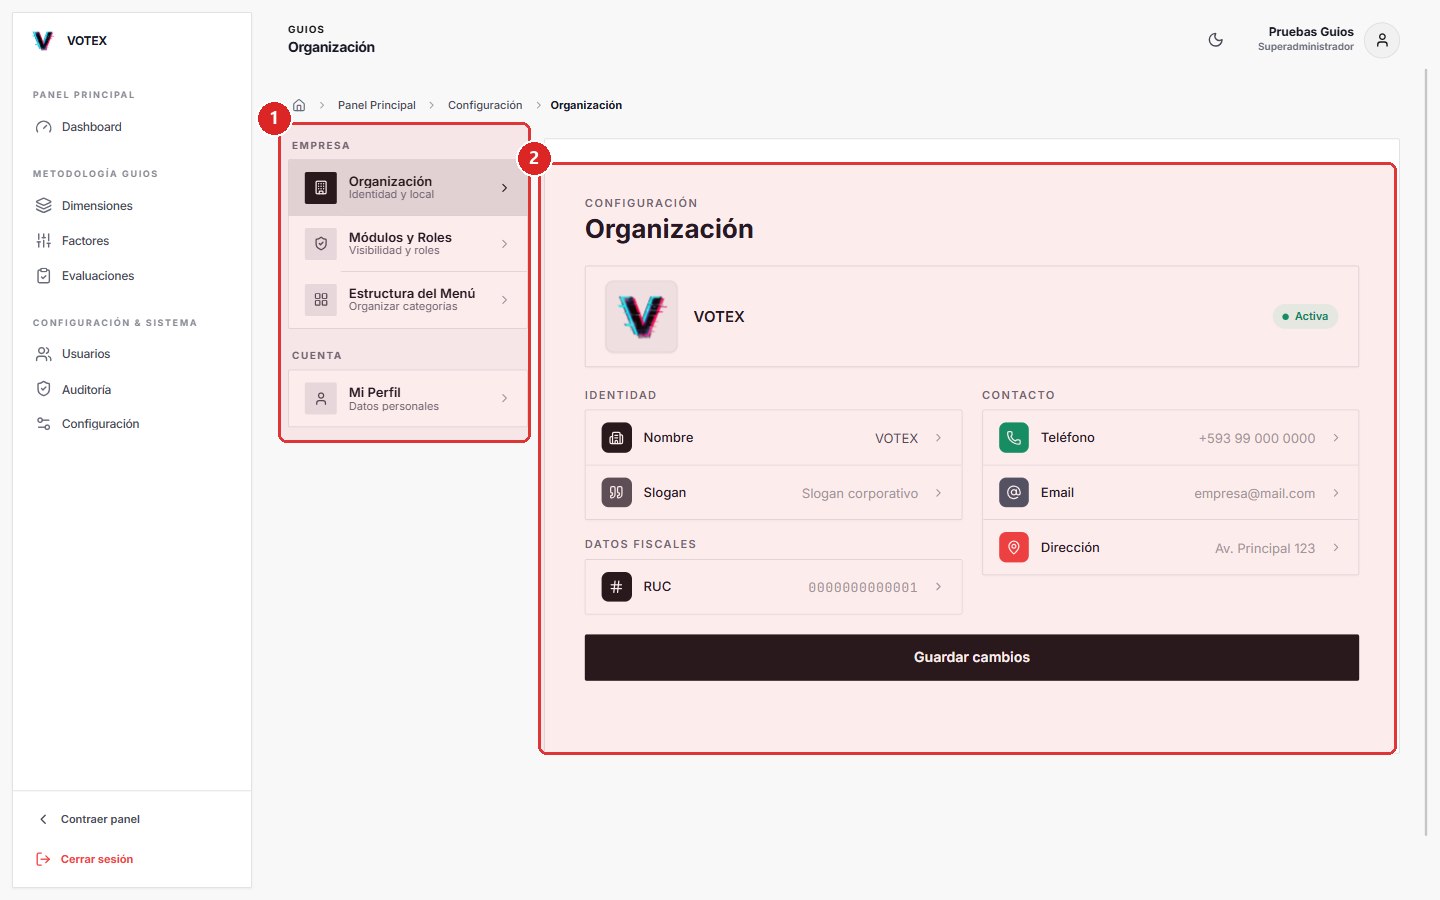 VOTEX
PANEL PRINCIPAL
Dashboard
METODOLOGÍA GUIOS
Dimensiones
Factores
Evaluaciones
CONFIGURACIÓN & SISTEMA
Usuarios
Auditoría
Configuración
Contraer panel
Cerrar sesión
GUIOS
Organización
Pruebas Guios
Superadministrador
Panel Principal
Configuración
Organización
1
EMPRESA
Organización
Identidad y local
Módulos y Roles
Visibilidad y roles
Estructura del Menú
Organizar categorías
CUENTA
Mi Perfil
Datos personales
2
CONFIGURACIÓN
Organización
VOTEX
Activa
IDENTIDAD
Nombre VOTEX
Slogan Slogan corporativo
DATOS FISCALES
RUC 0000000000001
CONTACTO
Teléfono +593 99 000 0000
Email empresa@mail.com
Dirección Av. Principal 123
Guardar cambios